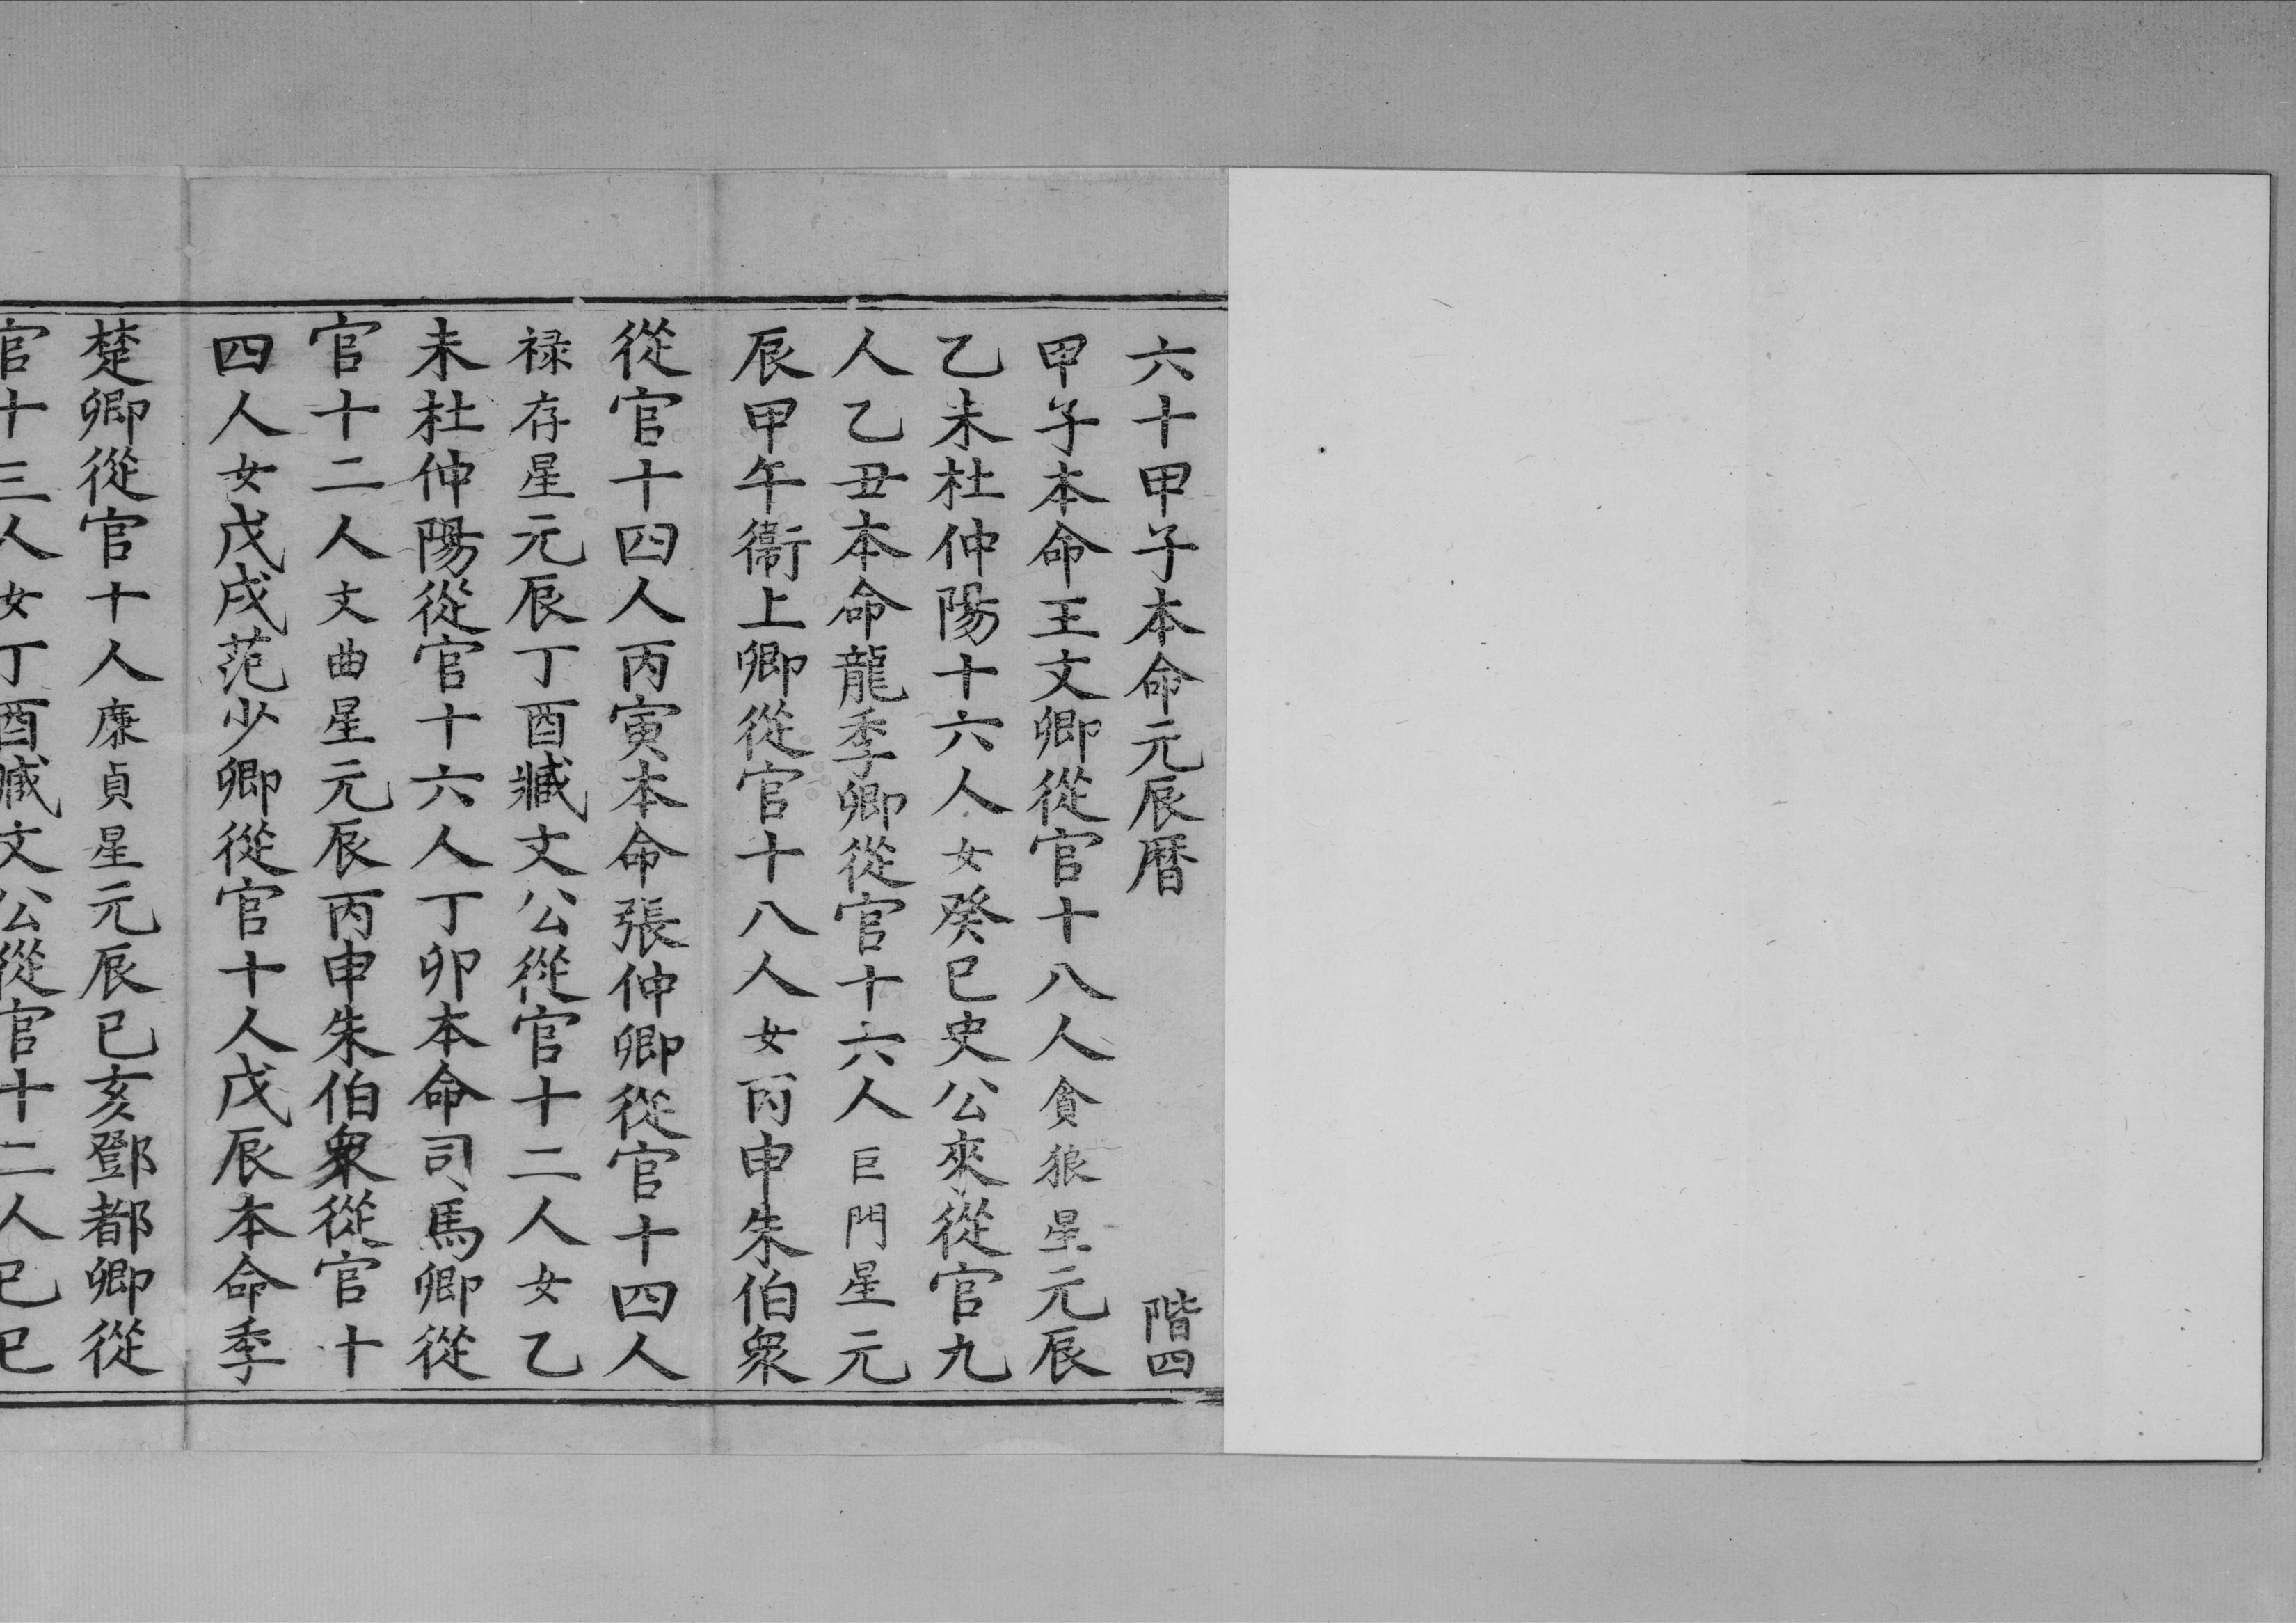 六十甲子本命元辰暦 階四
甲子本命王文卿從官十八人貪狼星元辰
乙未杜仲陽十六人女癸巳史公來從官九
人乙丑本命龍季卿從官十六人巨門星元
辰甲午衞上卿從官十八人女丙申朱伯衆
從官十四人丙寅本命張仲卿從官十四人
禄存星元辰丁酉臧文公從官十二人女乙
未杜仲陽從官十六人丁卯本命司馬卿從
官十二人文曲星元辰丙申朱伯衆從官十
四人女戊戌范少卿從官十人戊辰本命季
楚卿從官十人廉貞星元辰已亥鄧都卿從
官十三人女丁酉臧文公從官十二人已巳